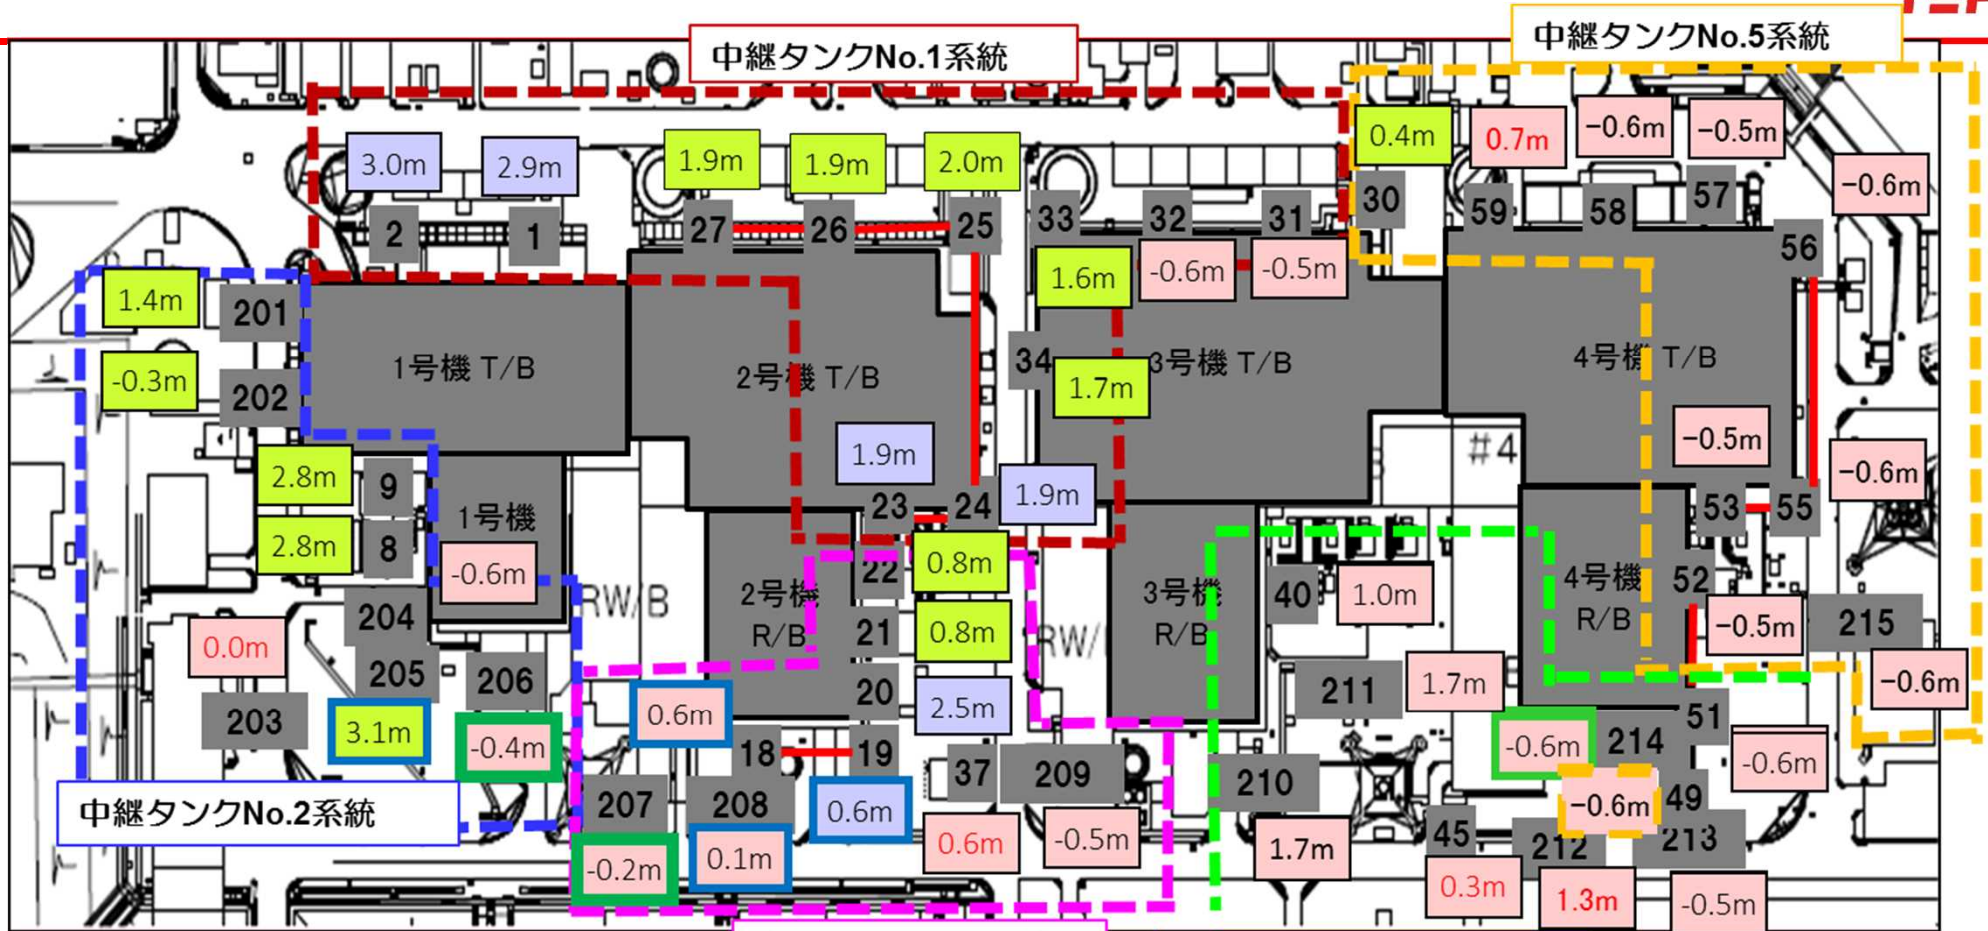 中継タンクNo.1系統
中継タンクNo.5系統
3.0m
2.9m
1.9m
1.9m
2.0m
0.4m
0.7m
−0.6m
−0.5m
−0.6m
2
1
27
26
25
33
32
31
30
59
58
57
56
1.4m
201
1.6m
-0.6m
-0.5m
-0.3m
202
1号機 T/B
2号機 T/B
34
3号機 T/B
4号機 T/B
1.7m
1.9m
−0.5m
#4
2.8m
9
1.9m
−0.6m
23
24
53
55
2.8m
8
1号機
-0.6m
22
0.8m
52
RW/B
2号機
R/B
3号機
R/B
40
1.0m
4号機
R/B
204
21
0.8m
RW/
−0.5m
215
0.0m
205
206
20
2.5m
211
1.7m
−0.6m
203
3.1m
-0.4m
0.6m
51
18
19
37
209
210
-0.6m
214
-0.6m
中継タンクNo.2系統
207
208
0.6m
−0.6m
49
-0.2m
0.1m
0.6m
-0.5m
1.7m
45
212
213
0.3m
1.3m
-0.5m